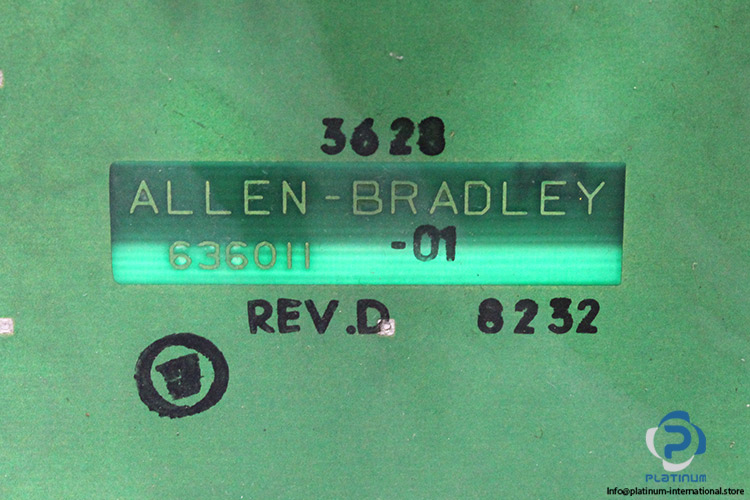 3628
ALLEN-BRADLEY
636011 -01
REV.D 8232
PLATINUM
Info@platinum-international.store